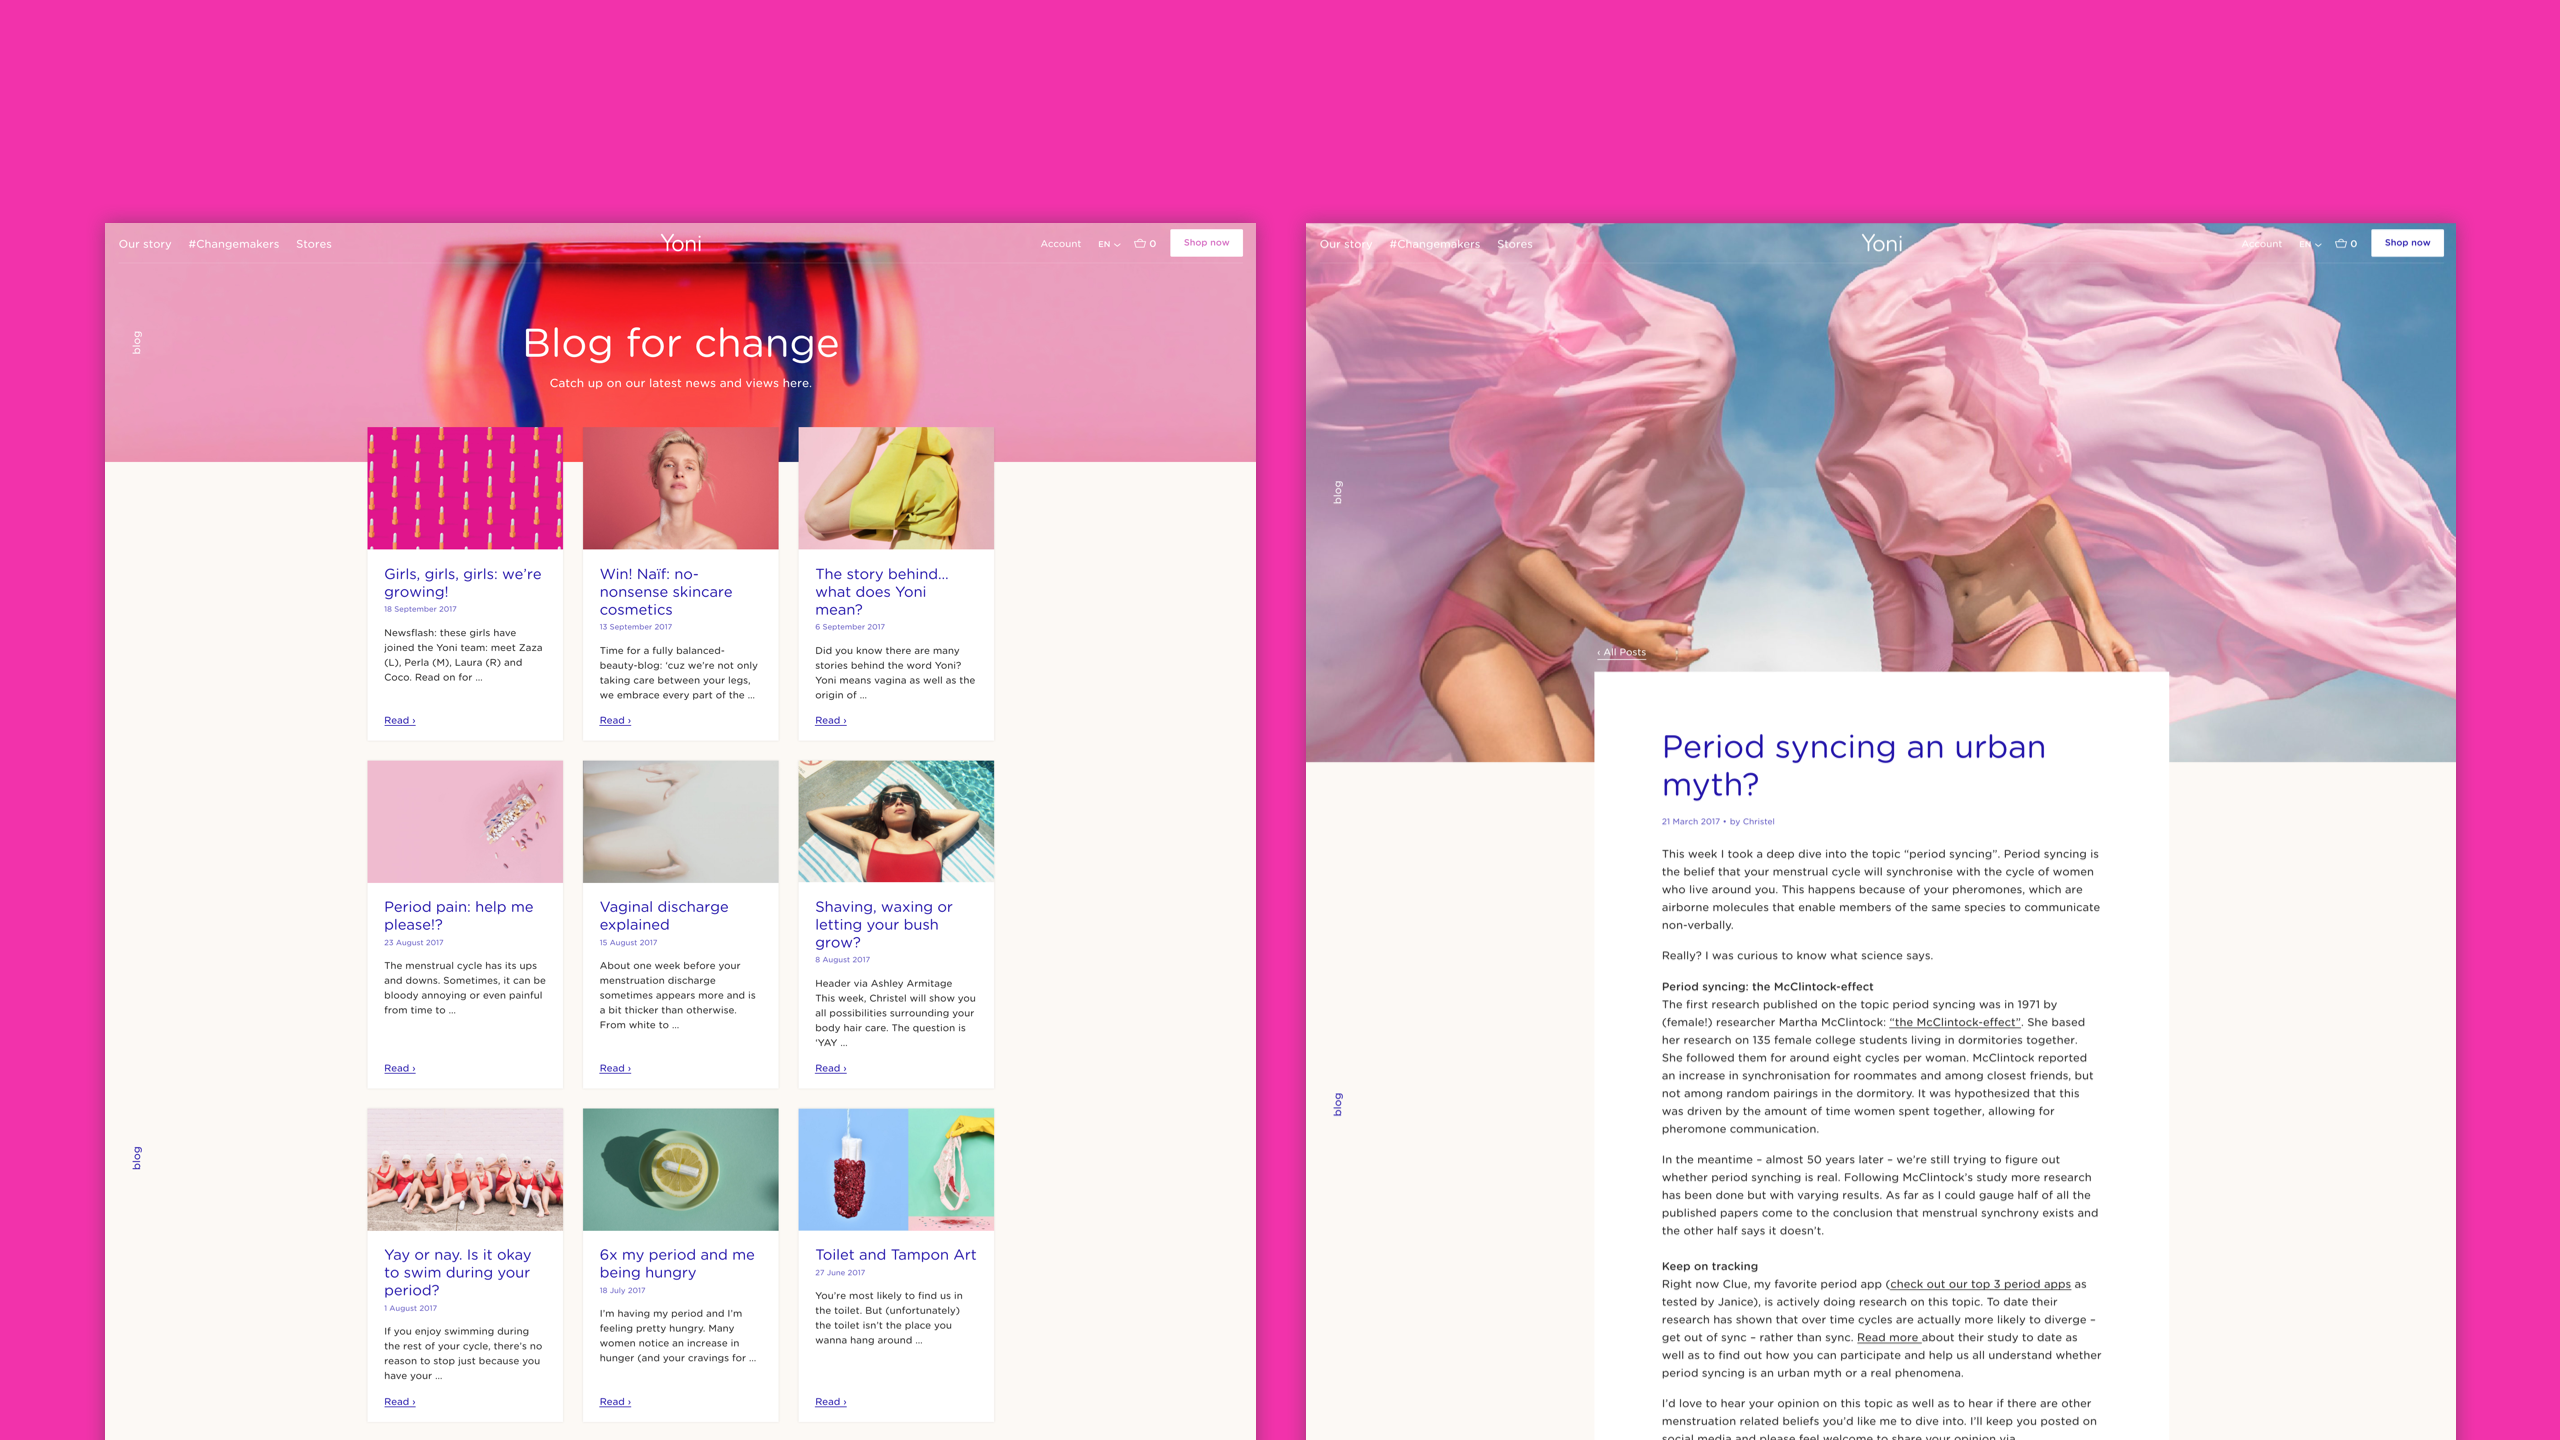 Our story #Changemakers Stores Yoni Account EN 0 Shop now
blog
Blog for change
Catch up on our latest news and views here.
Girls, girls, girls: we’re
growing!
18 September 2017
Newsflash: these girls have
joined the Yoni team: meet Zaza
(L), Perla (M), Laura (R) and
Coco. Read on for ...
Read ›
Win! Naïf: no-
nonsense skincare
cosmetics
13 September 2017
Time for a fully balanced-
beauty-blog: ‘cuz we’re not only
taking care between your legs,
we embrace every part of the ...
Read ›
The story behind…
what does Yoni
mean?
6 September 2017
Did you know there are many
stories behind the word Yoni?
Yoni means vagina as well as the
origin of ...
Read ›
Period pain: help me
please!?
23 August 2017
The menstrual cycle has its ups
and downs. Sometimes, it can be
bloody annoying or even painful
from time to ...
Read ›
Vaginal discharge
explained
15 August 2017
About one week before your
menstruation discharge
sometimes appears more and is
a bit thicker than otherwise.
From white to ...
Read ›
Shaving, waxing or
letting your bush
grow?
8 August 2017
Header via Ashley Armitage
This week, Christel will show you
all possibilities surrounding your
body hair care. The question is
‘YAY ...
Read ›
blog
Yay or nay. Is it okay
to swim during your
period?
1 August 2017
If you enjoy swimming during
the rest of your cycle, there’s no
reason to stop just because you
have your ...
Read ›
6x my period and me
being hungry
18 July 2017
I’m having my period and I’m
feeling pretty hungry. Many
women notice an increase in
hunger (and your cravings for ...
Read ›
Toilet and Tampon Art
27 June 2017
You’re most likely to find us in
the toilet. But (unfortunately)
the toilet isn’t the place you
wanna hang around ...
Read ›
Our story #Changemakers Stores Yoni Account EN 0 Shop now
blog
‹ All Posts
Period syncing an urban
myth?
21 March 2017 • by Christel
This week I took a deep dive into the topic “period syncing”. Period syncing is
the belief that your menstrual cycle will synchronise with the cycle of women
who live around you. This happens because of your pheromones, which are
airborne molecules that enable members of the same species to communicate
non-verbally.
Really? I was curious to know what science says.
Period syncing: the McClintock-effect
The first research published on the topic period syncing was in 1971 by
(female!) researcher Martha McClintock: “the McClintock-effect”. She based
her research on 135 female college students living in dormitories together.
She followed them for around eight cycles per woman. McClintock reported
an increase in synchronisation for roommates and among closest friends, but
not among random pairings in the dormitory. It was hypothesized that this
was driven by the amount of time women spent together, allowing for
pheromone communication.
blog
In the meantime – almost 50 years later – we’re still trying to figure out
whether period synching is real. Following McClintock’s study more research
has been done but with varying results. As far as I could gauge half of all the
published papers come to the conclusion that menstrual synchrony exists and
the other half says it doesn’t.
Keep on tracking
Right now Clue, my favorite period app (check out our top 3 period apps as
tested by Janice), is actively doing research on this topic. To date their
research has shown that over time cycles are actually more likely to diverge –
get out of sync – rather than sync. Read more about their study to date as
well as to find out how you can participate and help us all understand whether
period syncing is an urban myth or a real phenomena.
I’d love to hear your opinion on this topic as well as to hear if there are other
menstruation related beliefs you’d like me to dive into. I’ll keep you posted on
social media and please feel welcome to share your opinion via